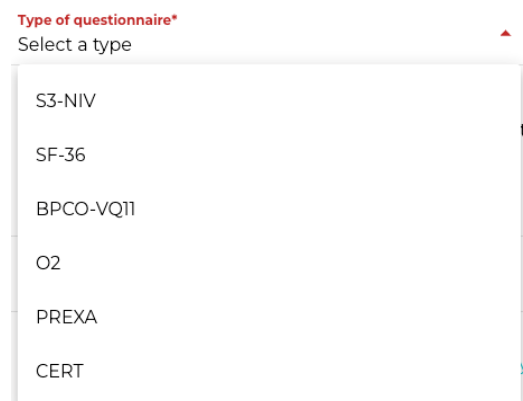 Type of questionnaire*
Select a type
S3-NIV
SF-36
BPCO-VQ11
O2
PREXA
CERT